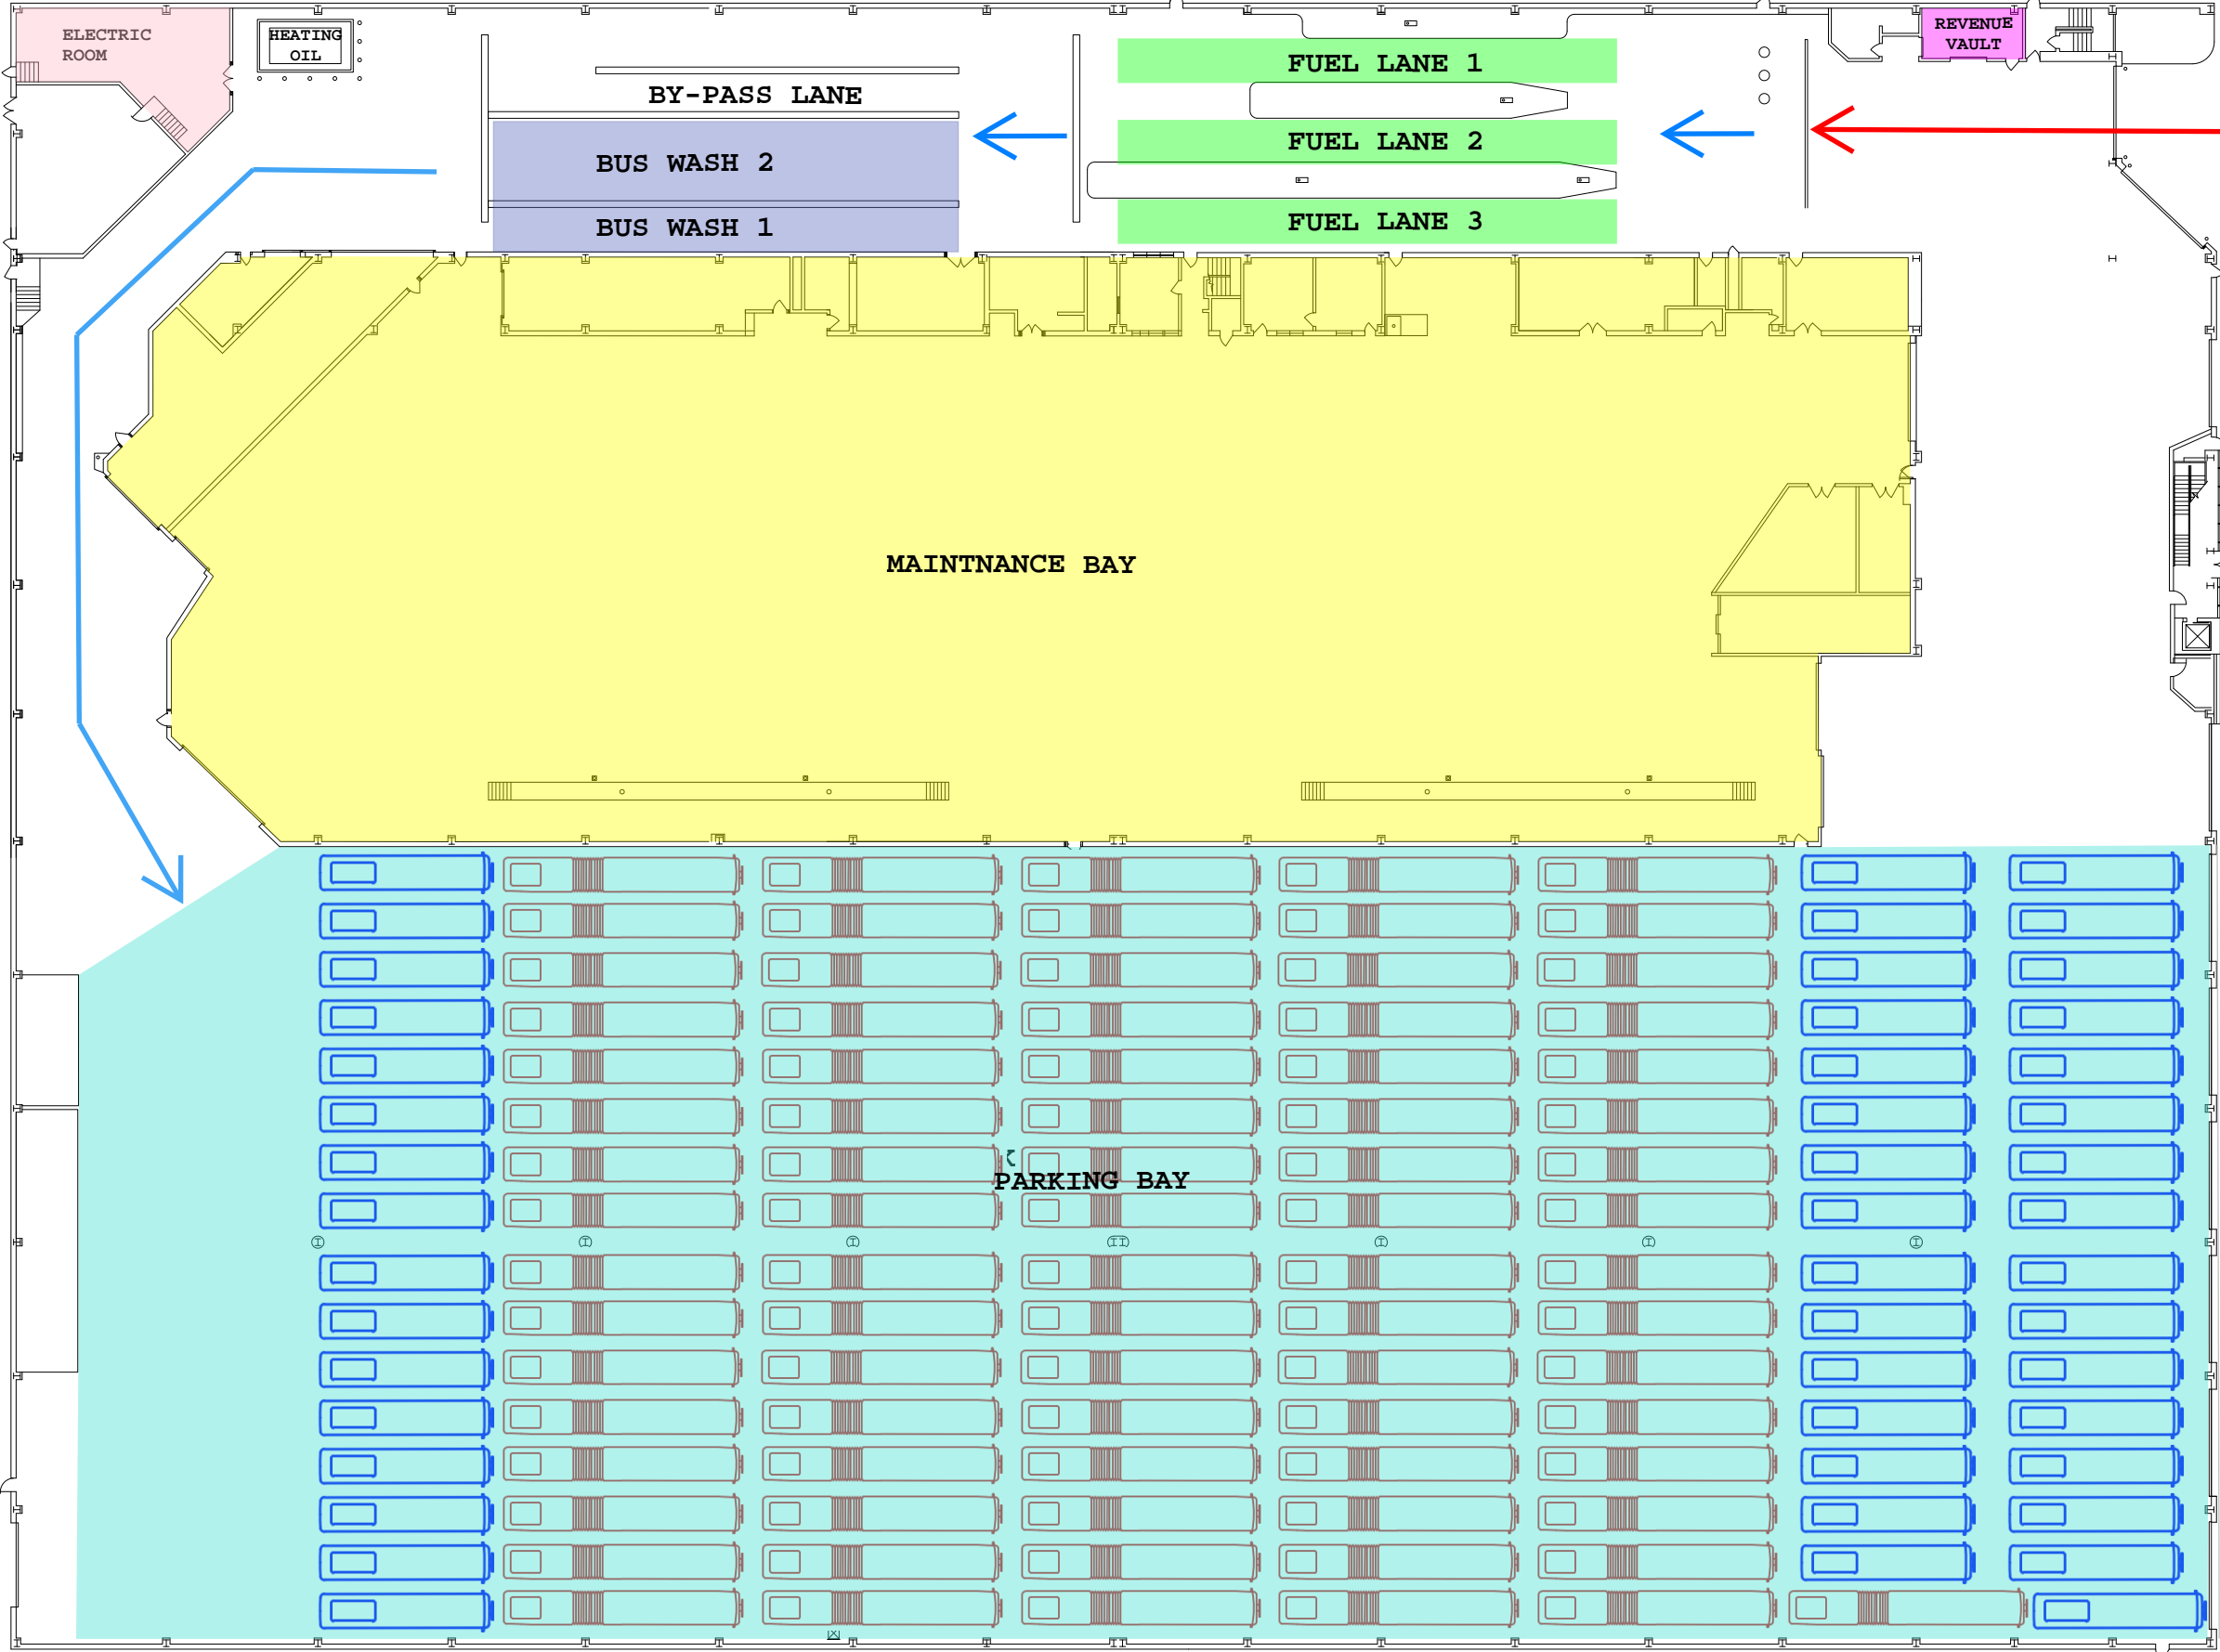 ELECTRIC
ROOM
HEATING
OIL
REVENUE
VAULT
FUEL LANE 1
BY-PASS LANE
FUEL LANE 2
BUS WASH 2
FUEL LANE 3
BUS WASH 1
MAINTNANCE BAY
PARKING BAY